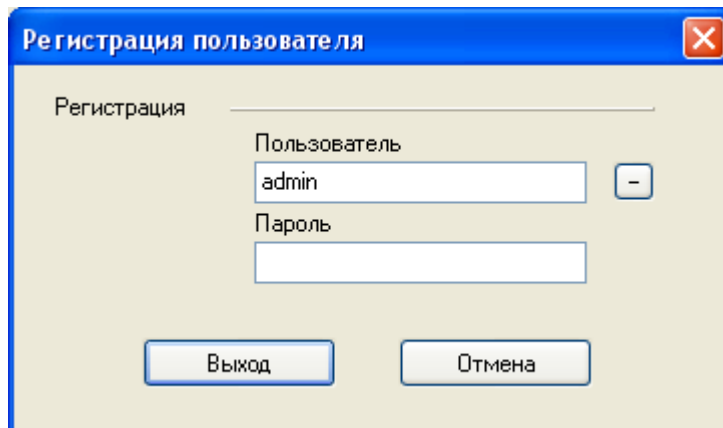 Регистрация пользователя
Регистрация
Пользователь
admin
-
Пароль
Выход
Отмена